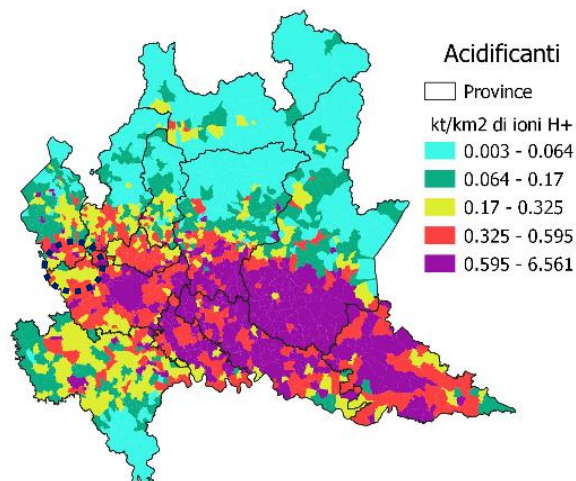 Acidificanti
Province
kt/km2 di ioni H+
0.003 - 0.064
0.064 - 0.17
0.17 - 0.325
0.325 - 0.595
0.595 - 6.561